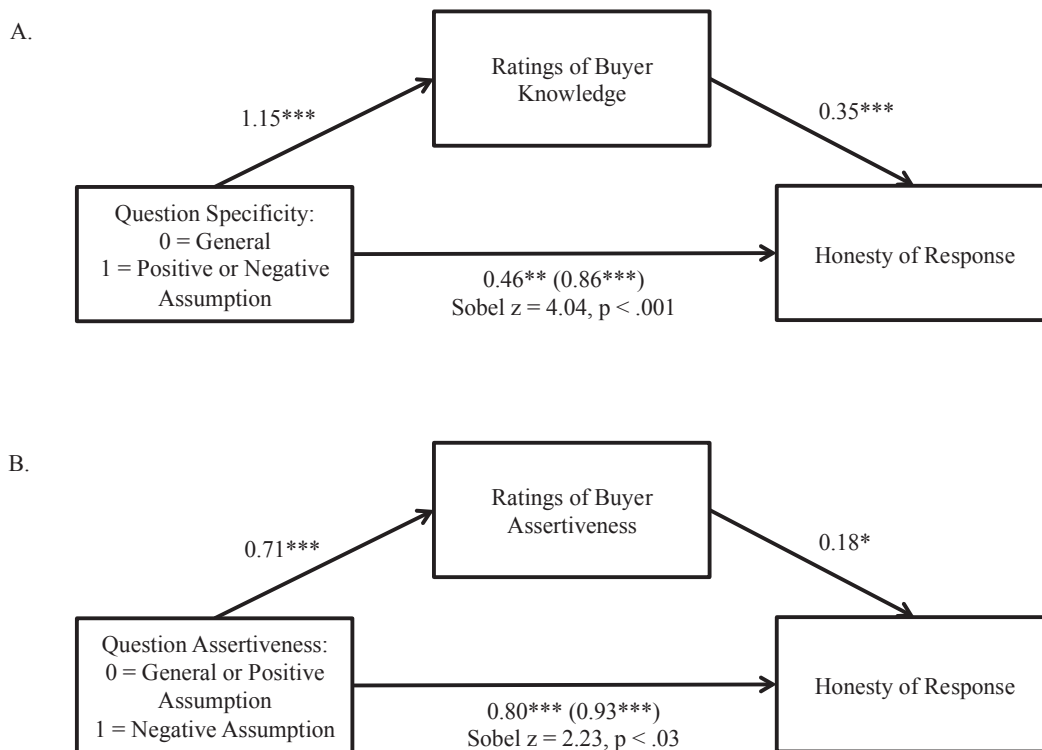 A.
Ratings of Buyer
Knowledge
1.15***
0.35***
Question Specificity:
0 = General
1 = Positive or Negative
Assumption
Honesty of Response
0.46** (0.86***)
Sobel z = 4.04, p < .001
B.
Ratings of Buyer
Assertiveness
0.71***
0.18*
Question Assertiveness:
0 = General or Positive
Assumption
1 = Negative Assumption
Honesty of Response
0.80*** (0.93***)
Sobel z = 2.23, p < .03